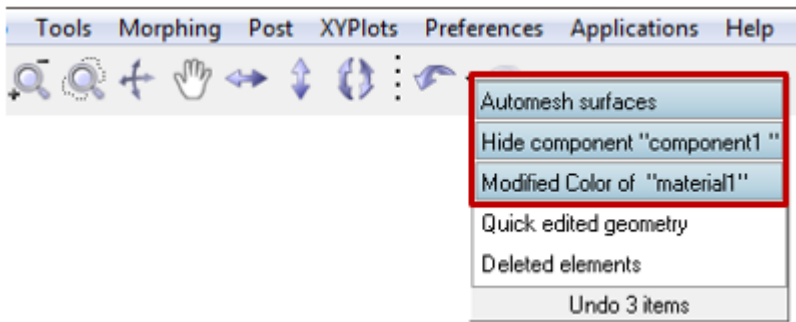 Tools Morphing Post XYPlots Preferences Applications Help
Automesh surfaces
Hide component "component1 "
Modified Color of "material1"
Quick edited geometry
Deleted elements
Undo 3 items